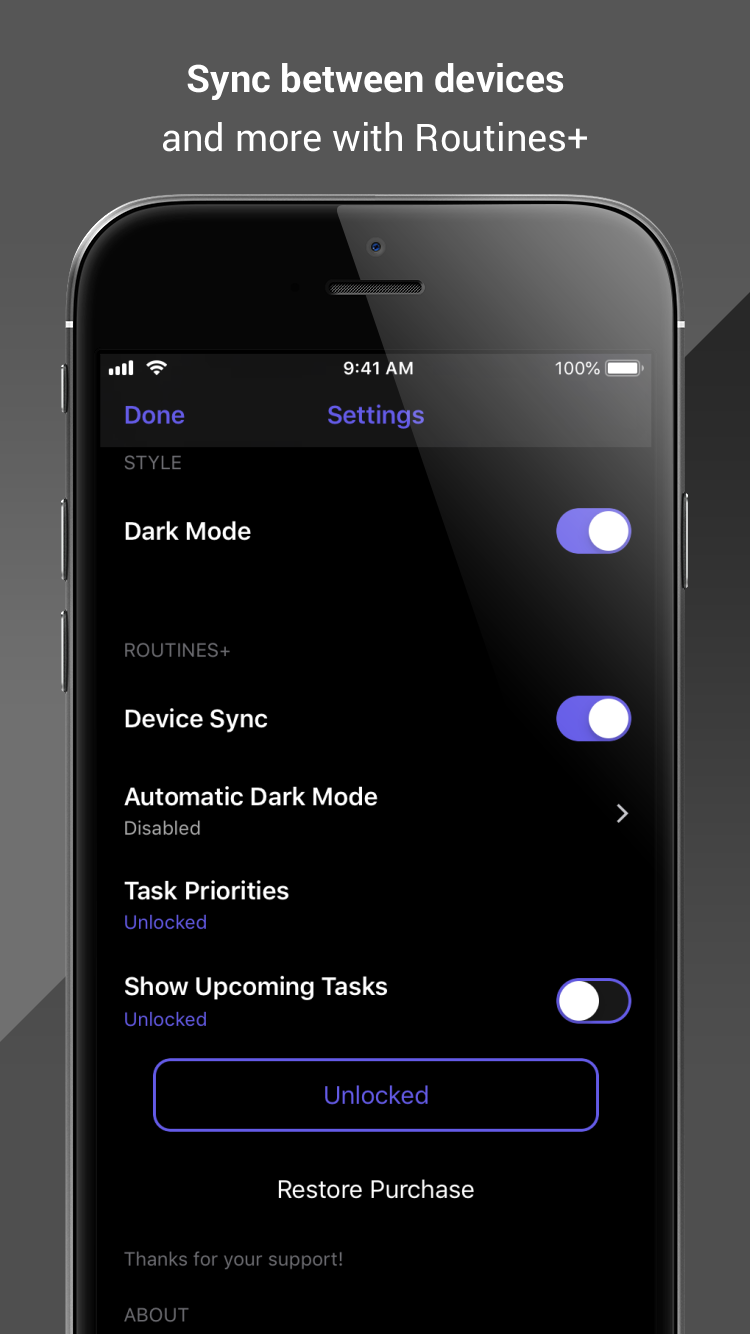 Sync between devices
and more with Routines+
9:41 AM
100%
Done
Settings
STYLE
Dark Mode
ROUTINES+
Device Sync
Automatic Dark Mode
Disabled
Task Priorities
Unlocked
Show Upcoming Tasks
Unlocked
Unlocked
Restore Purchase
Thanks for your support!
ABOUT